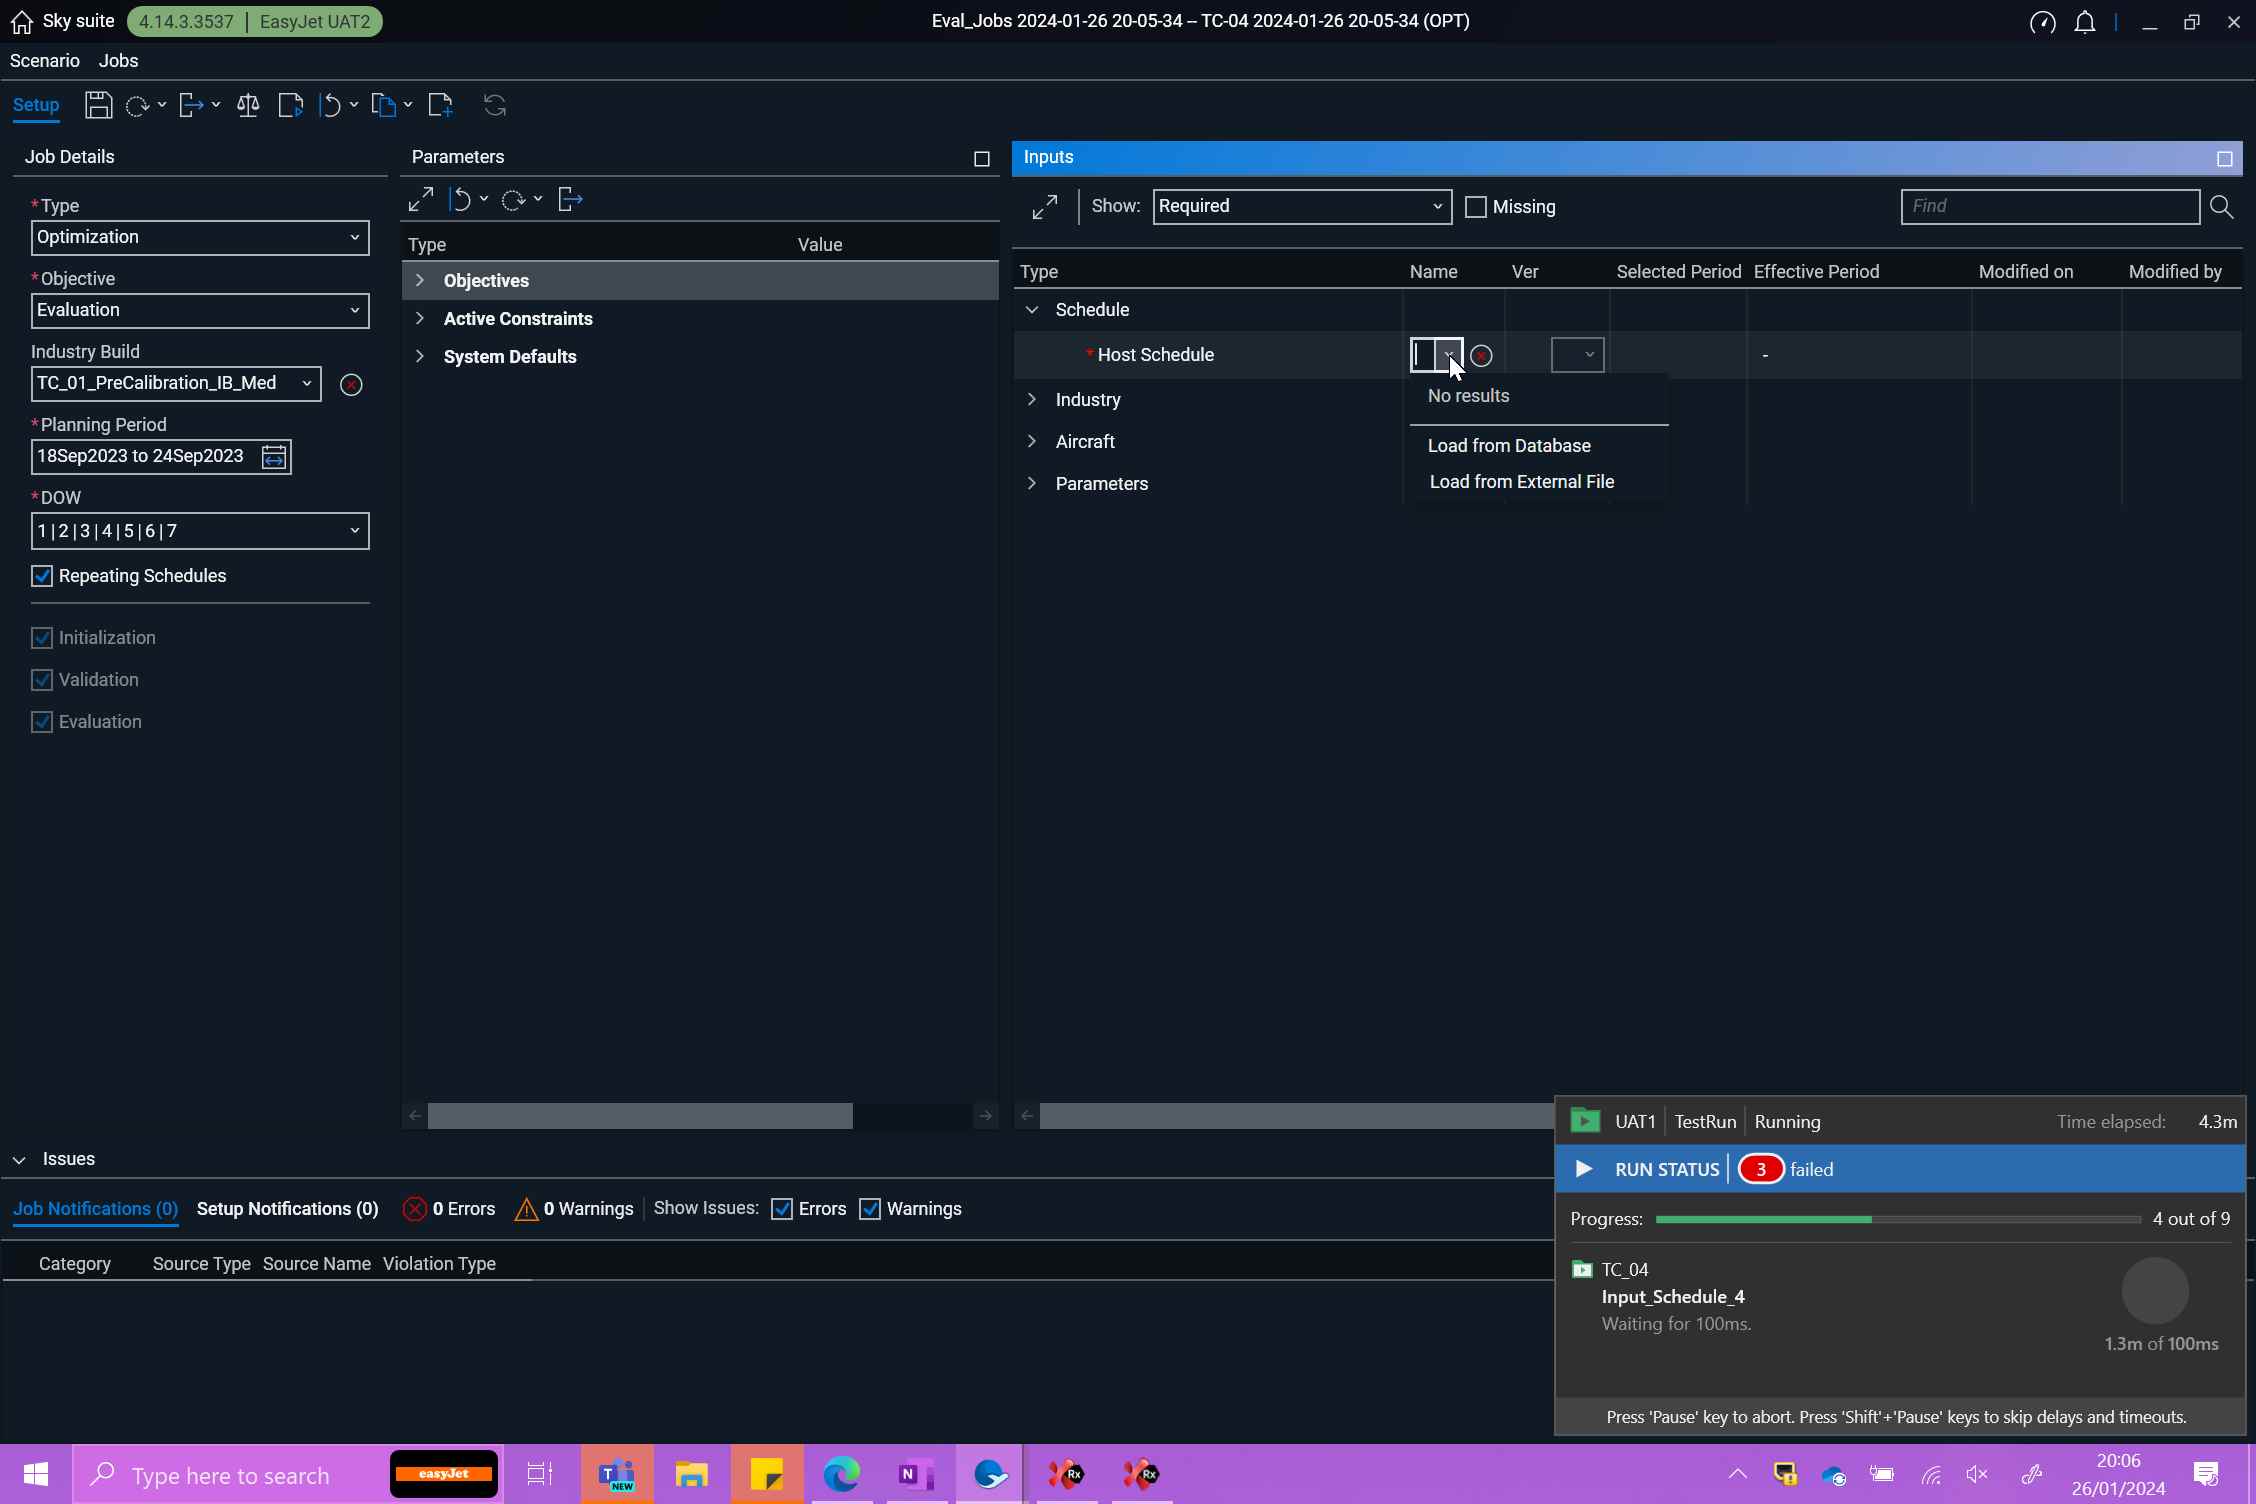 Sky suite 4.14.3.3537 | EasyJet UAT2 Eval_Jobs 2024-01-26 20-05-34 – TC-04 2024-01-26 20-05-34 (OPT)
Scenario Jobs
Setup
Job Details
*Type
Optimization
*Objective
Evaluation
Industry Build
TC_01_PreCalibration_IB_Med
*Planning Period
18Sep2023 to 24Sep2023
*DOW
1|2|3|4|5|6|7
Repeating Schedules
Initialization
Validation
Evaluation
Parameters
Type Value
Objectives
Active Constraints
System Defaults
Inputs
Show: Required Missing Find
Type Name Ver Selected Period Effective Period Modified on Modified by
Schedule
* Host Schedule -
No results
Load from Database
Load from External File
Industry
Aircraft
Parameters
Issues
Job Notifications (0) Setup Notifications (0) 0 Errors 0 Warnings Show Issues: Errors Warnings
Category Source Type Source Name Violation Type
UAT1 TestRun Running Time elapsed: 4.3m
RUN STATUS 3 failed
Progress: 4 out of 9
TC_04
Input_Schedule_4
Waiting for 100ms.
1.3m of 100ms
Press 'Pause' key to abort. Press 'Shift'+'Pause' keys to skip delays and timeouts.
Type here to search
easyJet
T
NEW
N
Rx
Rx
20:06
26/01/2024